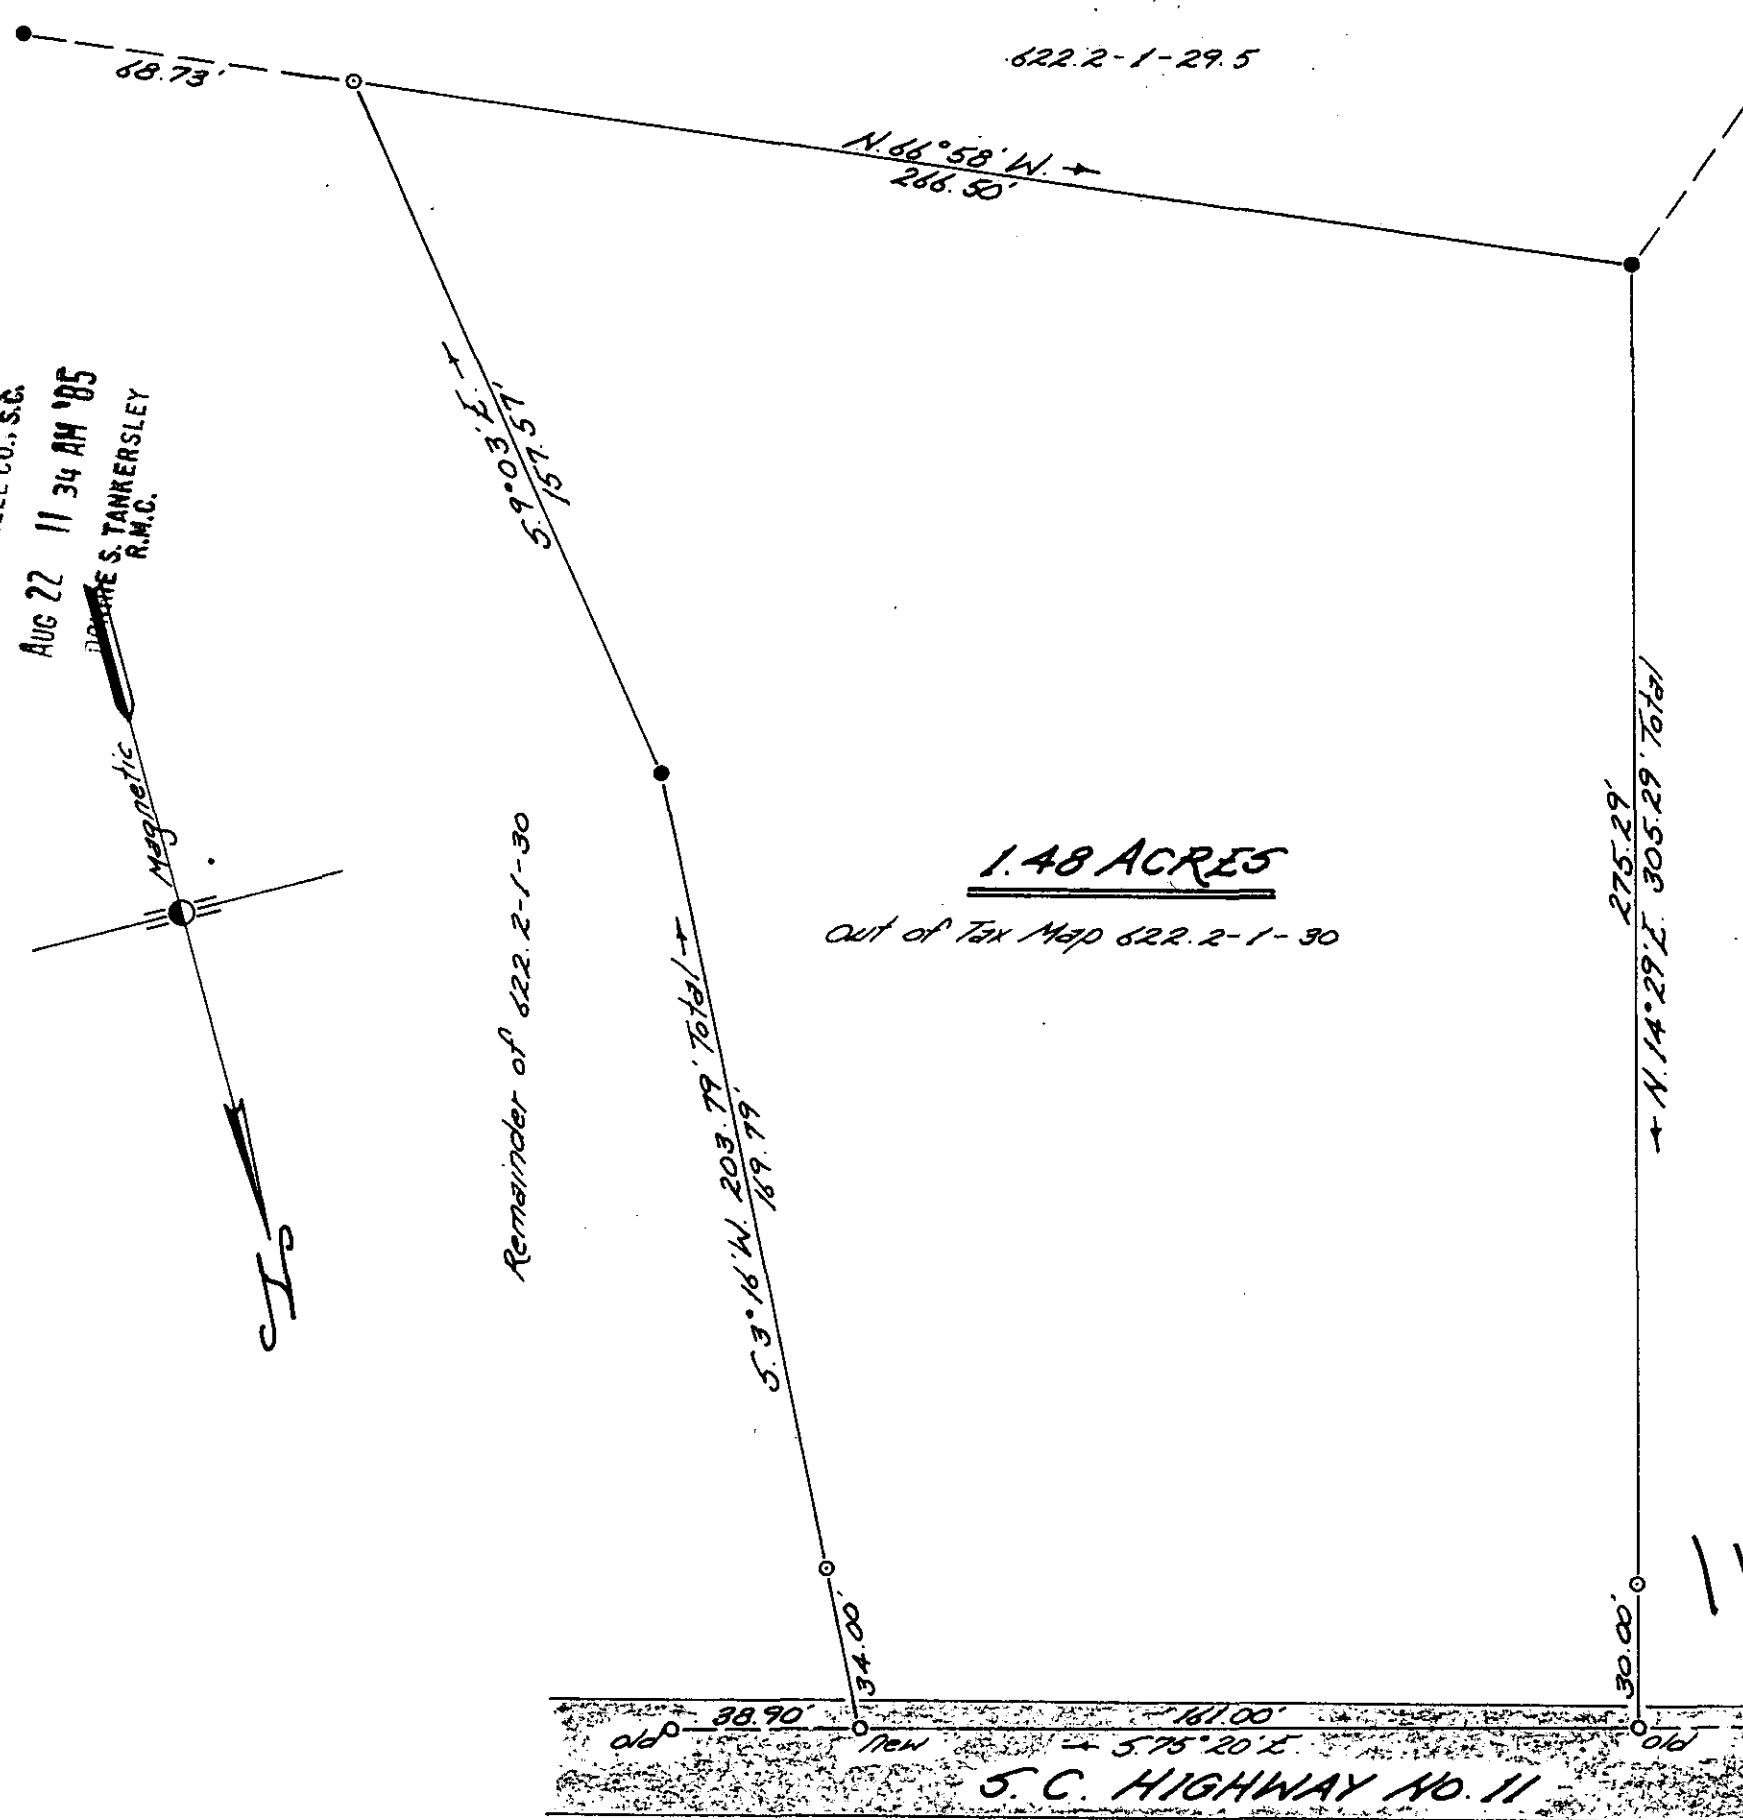 622.2-1-29.5
68.73'
N.66°58'W.
266.50'
CO., S.C.
AUG 22 11 34 AM '85
S. TANKERSLEY
R.M.C.
Magnetic
S.9°03'E.
157.57'
Remainder of 622.2-1-30
1.48 ACRES
out of Tax Map 622.2-1-30
275.29'
N.14°29'E. 305.29' Total
S.3°16'W. 203.79' Total
169.79'
34.00'
30.00'
38.90'
161.00'
old
new
S.75°20'E.
old
S.C. HIGHWAY NO. 11